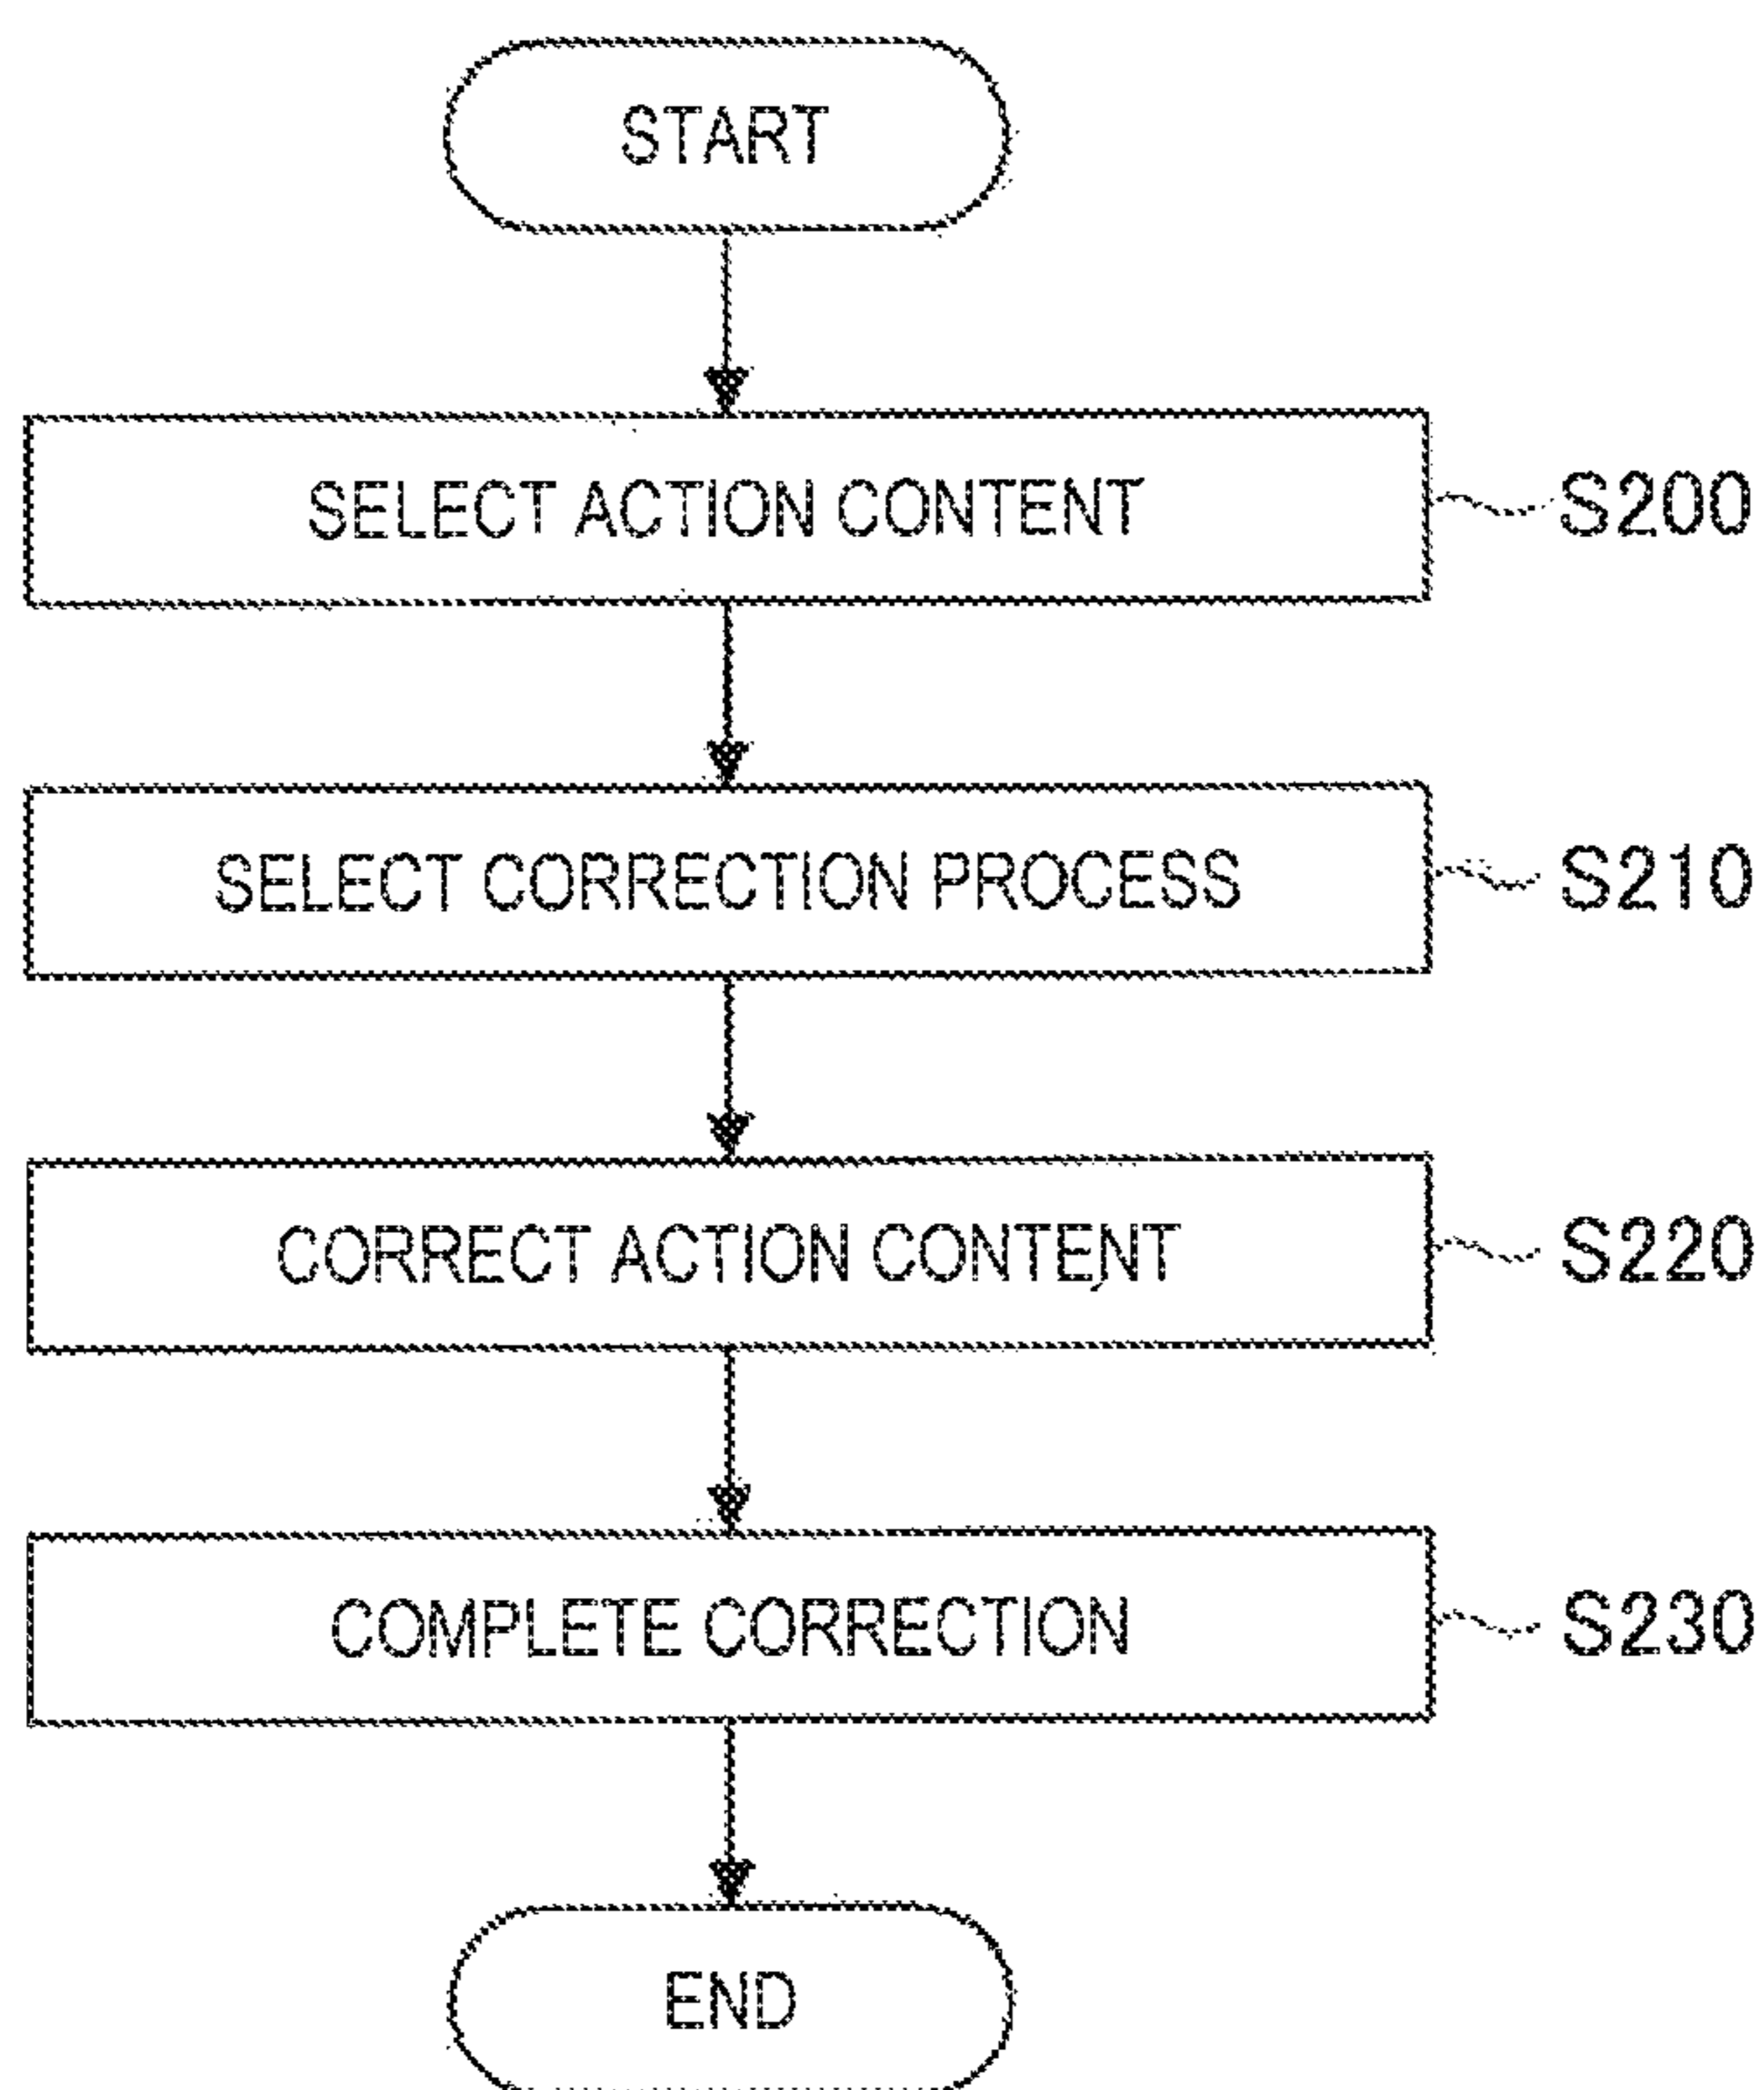 START
SELECT ACTION CONTENT
S200
SELECT CORRECTION PROCESS
S210
CORRECT ACTION CONTENT
S220
COMPLETE CORRECTION
S230
END